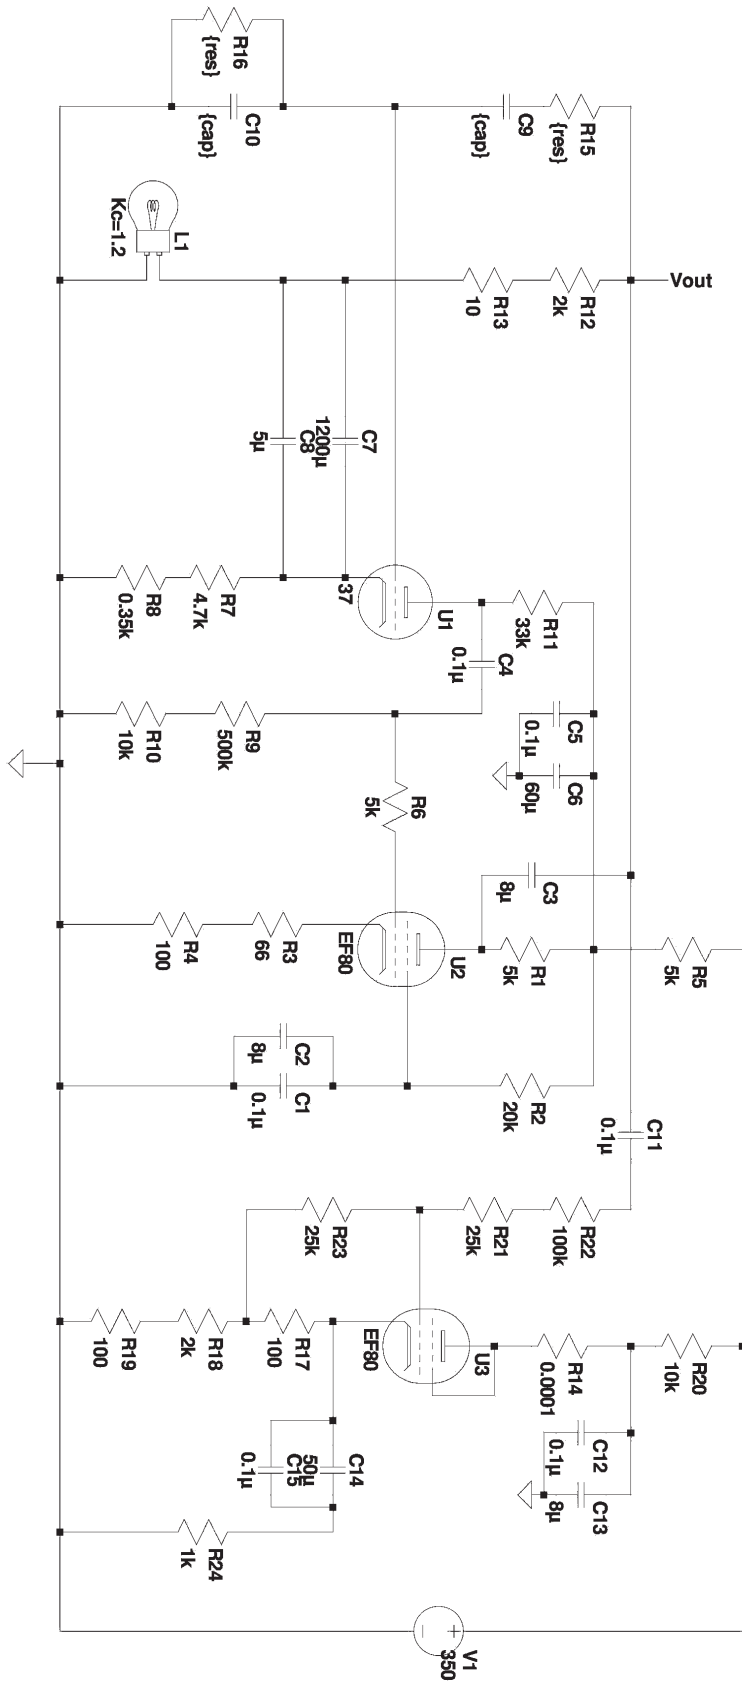 R16
{res}
C10
{cap}
C9
{cap}
R15
{res}
L1
Kc=1.2
R13
10
R12
2k
Vout
C7
1200µ
C8
5µ
R8
0.35k
R7
4.7k
37
U1
R11
33k
C4
0.1µ
R10
10k
R9
500k
C5
0.1µ
C6
60µ
R6
5k
C3
8µ
R4
100
R3
66
EF80
U2
R1
5k
R5
5k
C2
8µ
C1
0.1µ
R2
20k
C11
0.1µ
R23
25k
R21
25k
R22
100k
R19
100
R18
2k
R17
100
EF80
U3
R14
0.0001
R20
10k
C12
0.1µ
C13
8µ
C14
50µ
C15
0.1µ
R24
1k
V1
350